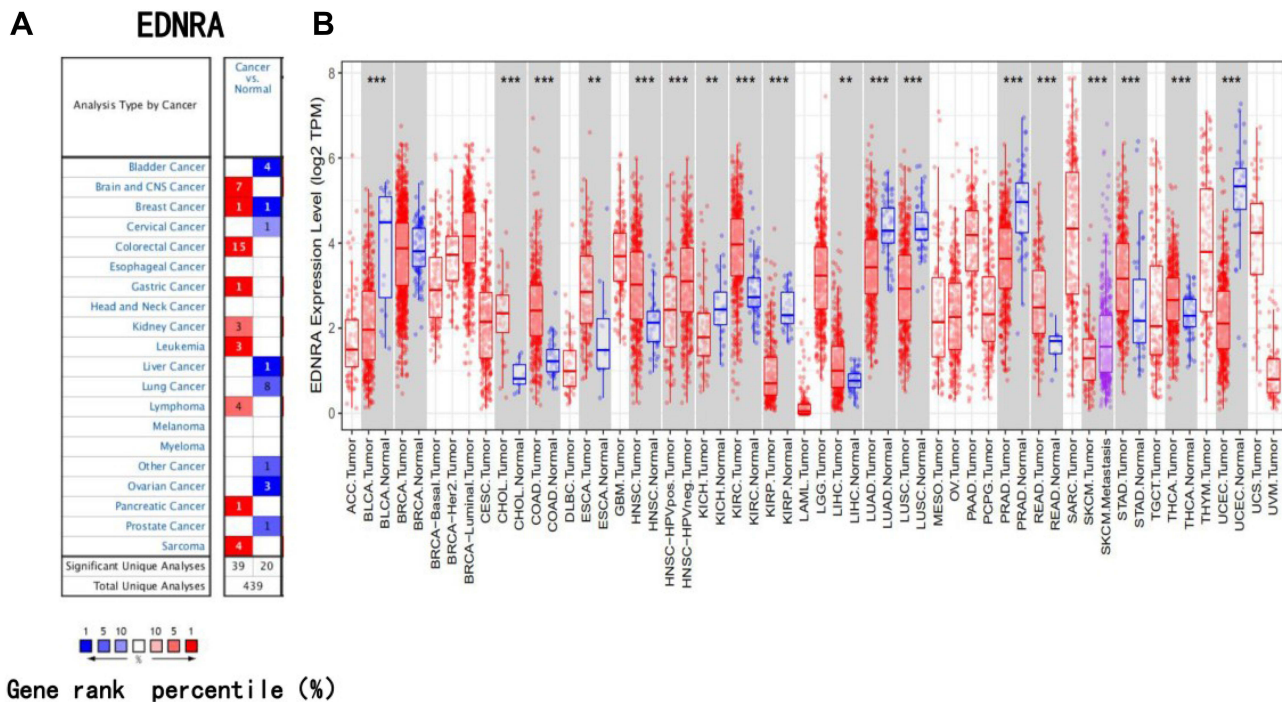 A EDNRA
Analysis Type by Cancer
Cancer
vs.
Normal
Bladder Cancer 4
Brain and CNS Cancer 7
Breast Cancer 1 1
Cervical Cancer 1
Colorectal Cancer 15
Esophageal Cancer
Gastric Cancer 1
Head and Neck Cancer
Kidney Cancer 3
Leukemia 3
Liver Cancer 1
Lung Cancer 8
Lymphoma 4
Melanoma
Myeloma
Other Cancer 1
Ovarian Cancer 3
Pancreatic Cancer 1
Prostate Cancer 1
Sarcoma 4
Significant Unique Analyses 39 20
Total Unique Analyses 439
1 5 10 10 5 1
%
Gene rank percentile (%)
B
EDNRA Expression Level (log2 TPM)
8
6
4
2
0
*** *** *** ** *** *** ** *** *** ** *** *** *** *** *** *** *** ***
ACC.Tumor
BLCA.Tumor
BLCA.Normal
BRCA.Tumor
BRCA.Normal
BRCA-Basal.Tumor
BRCA-Her2.Tumor
BRCA-Luminal.Tumor
CESC.Tumor
CHOL.Tumor
CHOL.Normal
COAD.Tumor
COAD.Normal
DLBC.Tumor
ESCA.Tumor
ESCA.Normal
GBM.Tumor
HNSC.Tumor
HNSC.Normal
HNSC-HPVpos.Tumor
HNSC-HPVneg.Tumor
KICH.Tumor
KICH.Normal
KIRC.Tumor
KIRC.Normal
KIRP.Tumor
KIRP.Normal
LAML.Tumor
LGG.Tumor
LIHC.Tumor
LIHC.Normal
LUAD.Tumor
LUAD.Normal
LUSC.Tumor
LUSC.Normal
MESO.Tumor
OV.Tumor
PAAD.Tumor
PCPG.Tumor
PRAD.Tumor
PRAD.Normal
READ.Tumor
READ.Normal
SARC.Tumor
SKCM.Tumor
SKCM.Metastasis
STAD.Tumor
STAD.Normal
TGCT.Tumor
THCA.Tumor
THCA.Normal
THYM.Tumor
UCEC.Tumor
UCEC.Normal
UCS.Tumor
UVM.Tumor